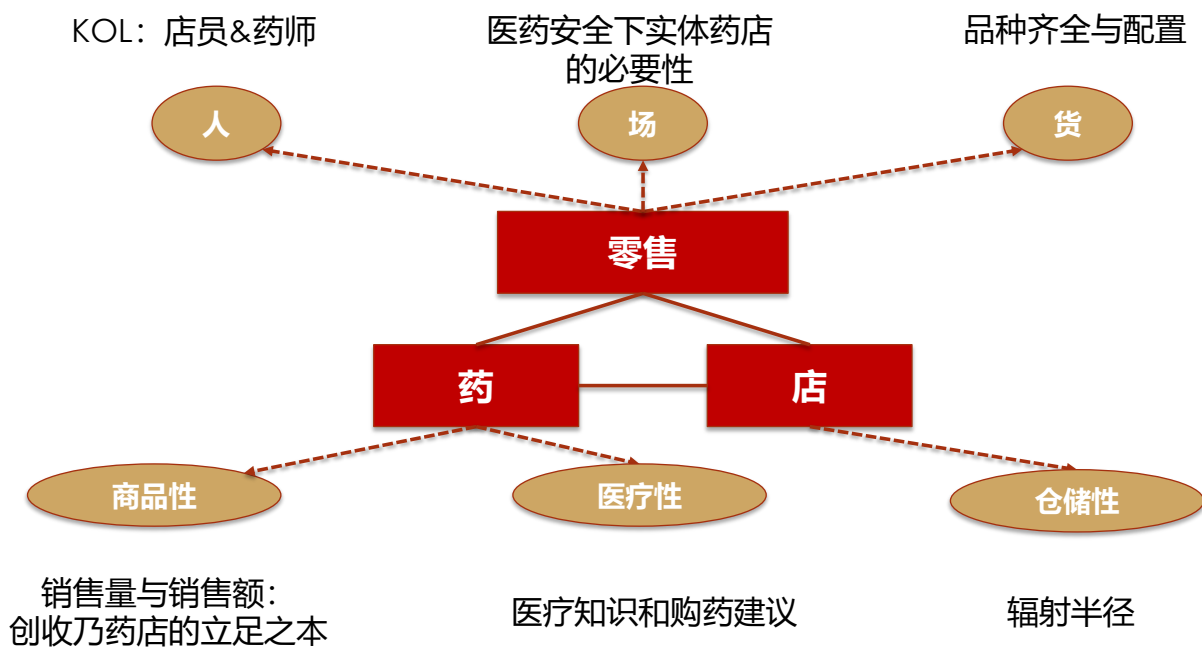 KOL：店员&药师
医药安全下实体药店
的必要性
品种齐全与配置
人
场
货
零售
药
店
商品性
医疗性
仓储性
销售量与销售额：
创收乃药店的立足之本
医疗知识和购药建议
辐射半径